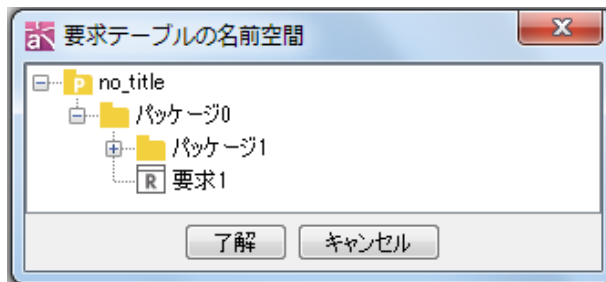 要求テーブルの名前空間
no_title
パッケージ0
パッケージ1
R 要求1
了解 キャンセル